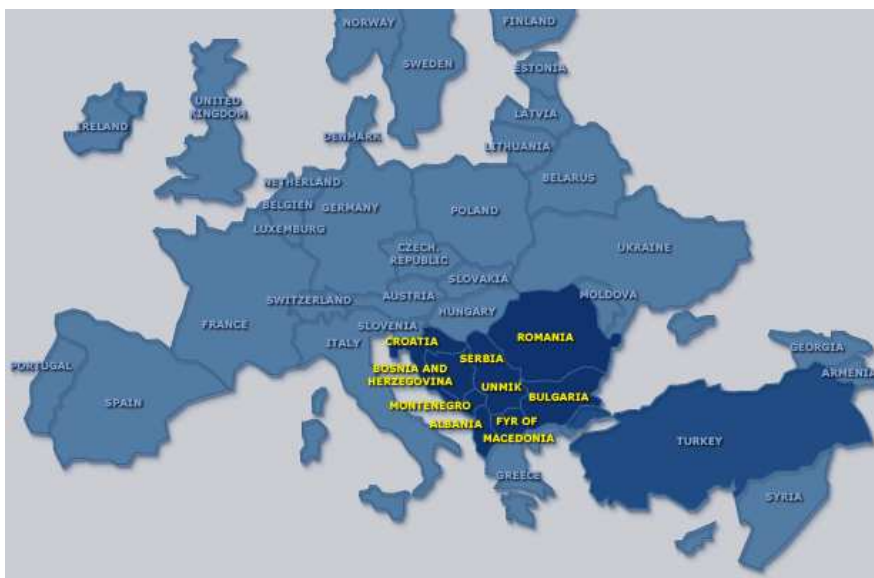 NORWAY
FINLAND
SWEDEN
ESTONIA
UNITED
KINGDOM
LATVIA
IRELAND
DENMARK
LITHUANIA
BELARUS
NETHERLAND
BELGIEN
GERMANY
POLAND
LUXEMBURG
CZECH.
REPUBLIC
UKRAINE
SLOVAKIA
SWITZERLAND
AUSTRIA
MOLDOVA
HUNGARY
FRANCE
SLOVENIA
ITALY
CROATIA
ROMANIA
GEORGIA
SERBIA
PORTUGAL
BOSNIA AND
HERZEGOVINA
ARMENIA
UNMIK
SPAIN
MONTENEGRO
BULGARIA
ALBANIA
FYR OF
MACEDONIA
TURKEY
GREECE
SYRIA